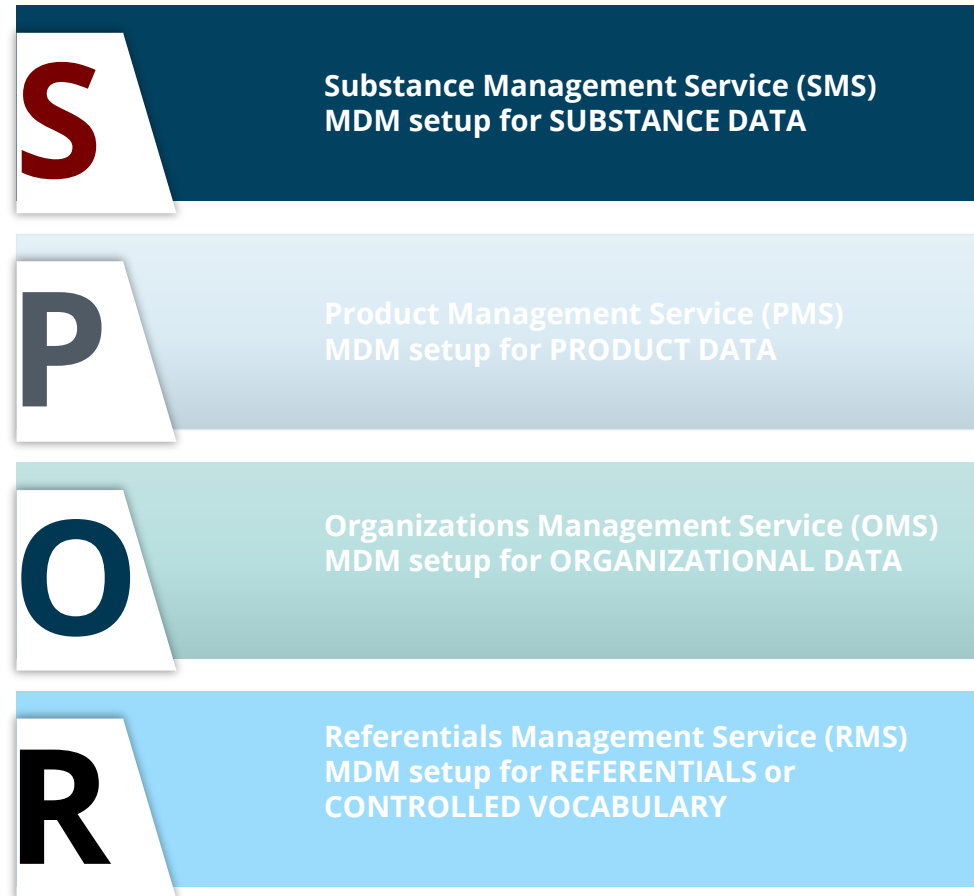 S
Substance Management Service (SMS)
MDM setup for SUBSTANCE DATA
P
Product Management Service (PMS)
MDM setup for PRODUCT DATA
O
Organizations Management Service (OMS)
MDM setup for ORGANIZATIONAL DATA
R
Referentials Management Service (RMS)
MDM setup for REFERENTIALS or
CONTROLLED VOCABULARY